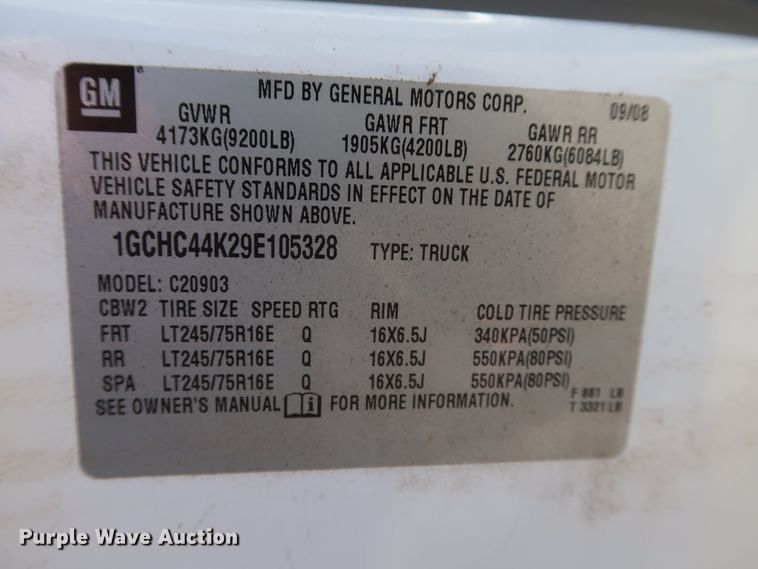 GM
MFD BY GENERAL MOTORS CORP. 09/08
GVWR GAWR FRT GAWR RR
4173KG(9200LB) 1905KG(4200LB) 2760KG(6084LB)
THIS VEHICLE CONFORMS TO ALL APPLICABLE U.S. FEDERAL MOTOR
VEHICLE SAFETY STANDARDS IN EFFECT ON THE DATE OF
MANUFACTURE SHOWN ABOVE.
1GCHC44K29E105328 TYPE: TRUCK
MODEL: C20903
CBW2 TIRE SIZE SPEED RTG RIM COLD TIRE PRESSURE
FRT LT245/75R16E Q 16X6.5J 340KPA(50PSI)
RR LT245/75R16E Q 16X6.5J 550KPA(80PSI)
SPA LT245/75R16E Q 16X6.5J 550KPA(80PSI)
F 881 LB
SEE OWNER'S MANUAL FOR MORE INFORMATION.
T 3321 LB
Purple Wave Auction